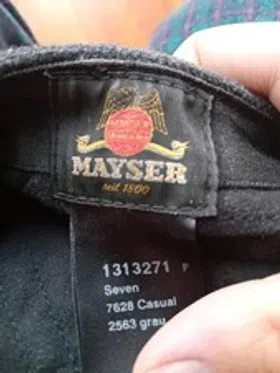 MAYSER
seit 1800
1313271 F
Seven
7628 Casual
2563 grau